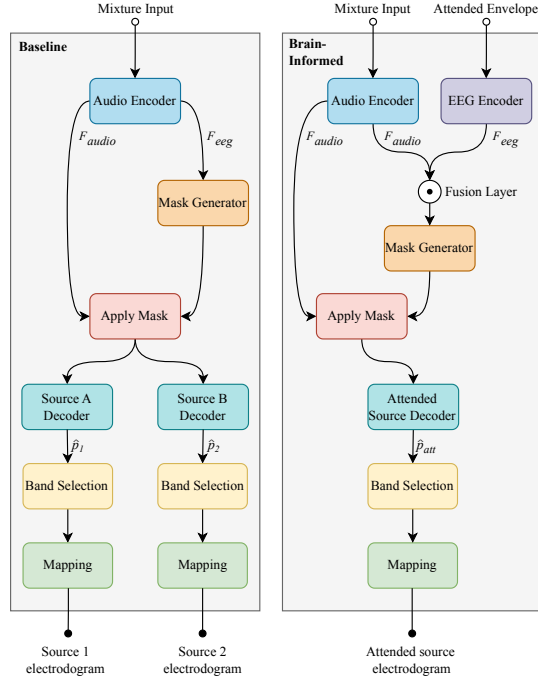 Mixture Input
Baseline
Audio Encoder
F_audio
F_eeg
Mask Generator
Apply Mask
Source A
Decoder
Source B
Decoder
p̂_1
p̂_2
Band Selection
Band Selection
Mapping
Mapping
Source 1
electrodogram
Source 2
electrodogram
Mixture Input
Attended Envelope
Brain-
Informed
Audio Encoder
EEG Encoder
F_audio
F_audio
F_eeg
Fusion Layer
Mask Generator
Apply Mask
Attended
Source Decoder
p̂_att
Band Selection
Mapping
Attended source
electrodogram